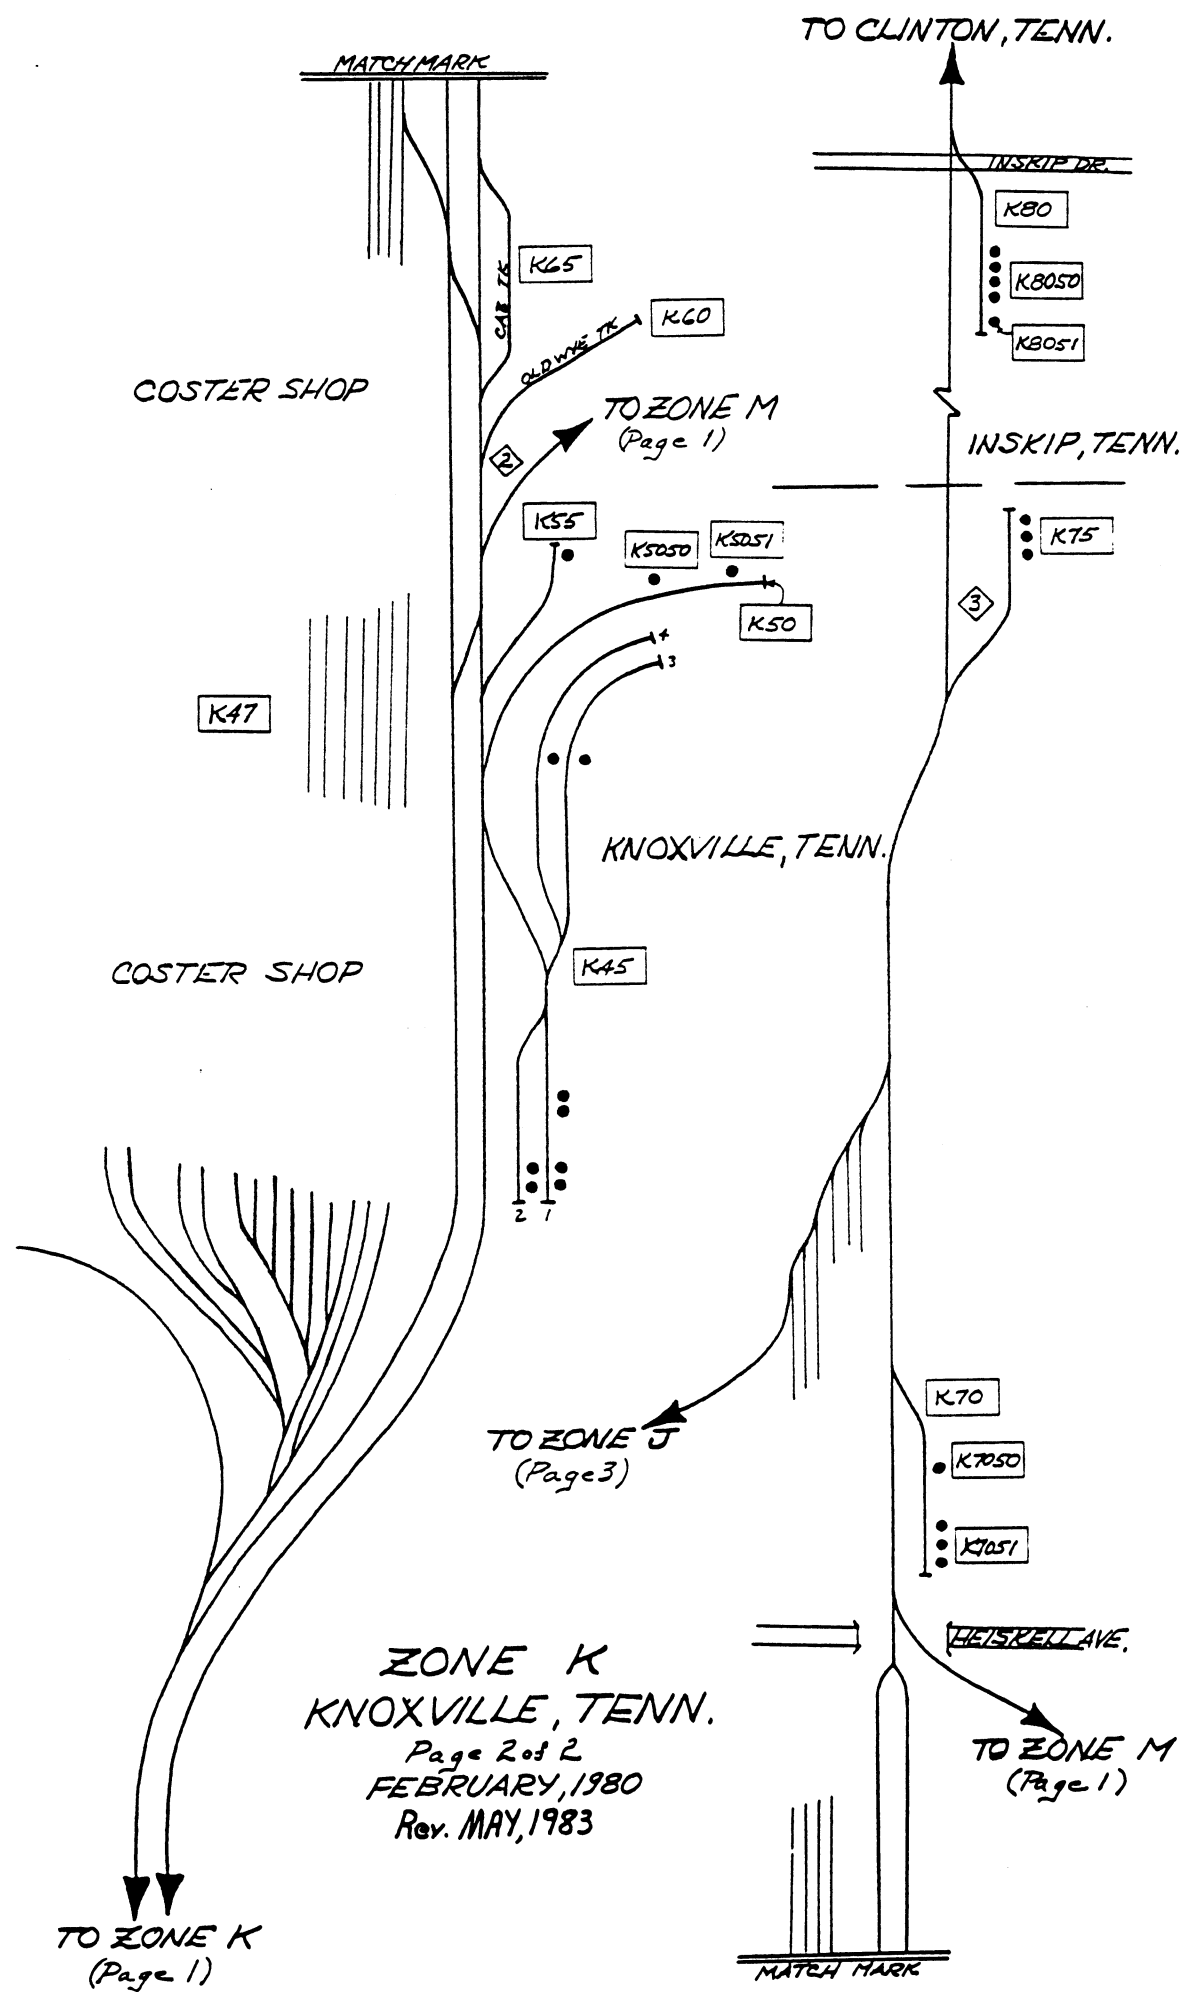 TO CLINTON, TENN.
MATCH MARK
INSKIP DR.
K80
K65
CAB TK
K8050
K60
K8051
OLD WYE TK
COSTER SHOP
TO ZONE M
(Page 1)
INSKIP, TENN.
2
K55
K5050
K5051
K75
3
K50
4
3
K47
KNOXVILLE, TENN.
COSTER SHOP
K45
2
1
K70
TO ZONE J
(Page 3)
K7050
K7051
HEISKELL AVE.
ZONE K
KNOXVILLE, TENN.
Page 2 of 2
FEBRUARY, 1980
Rev. MAY, 1983
TO ZONE M
(Page 1)
TO ZONE K
(Page 1)
MATCH MARK